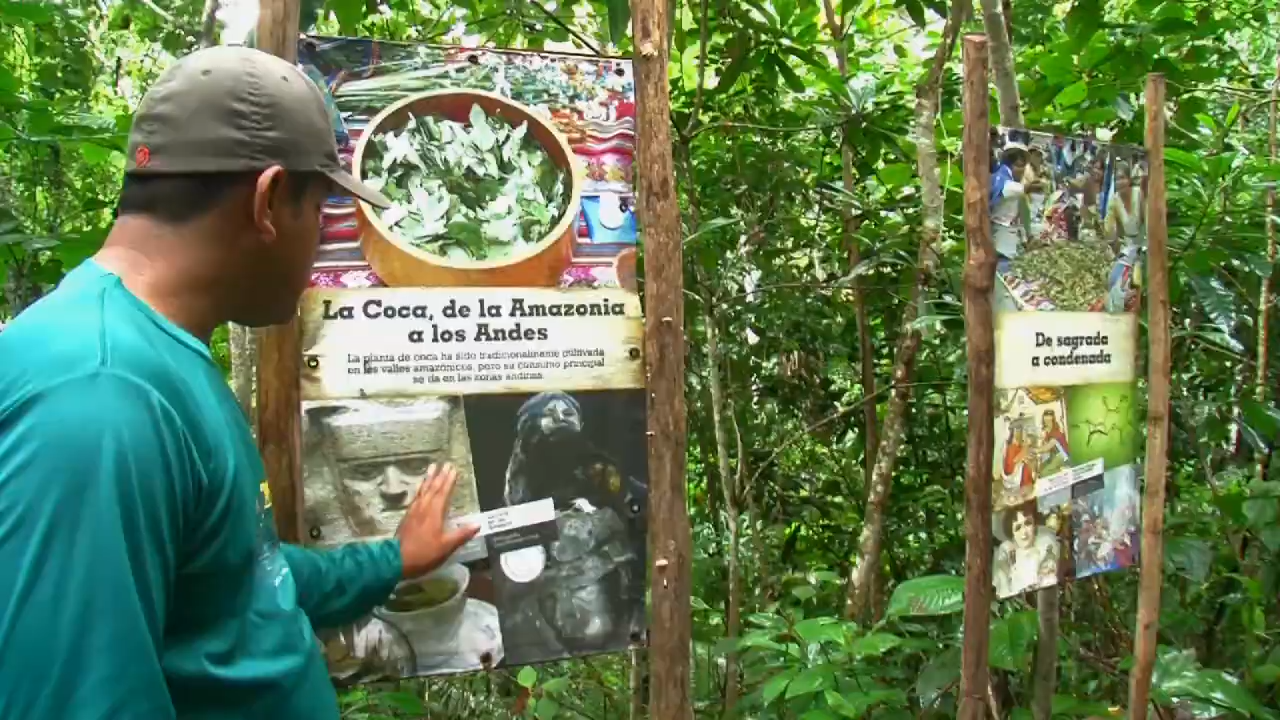 La Coca, de la Amazonia
a los Andes
La planta de coca ha sido tradicionalmente cultivada
en los valles amazónicos, pero su consumo principal
se da en las zonas andinas.
De sagrada
a condenada